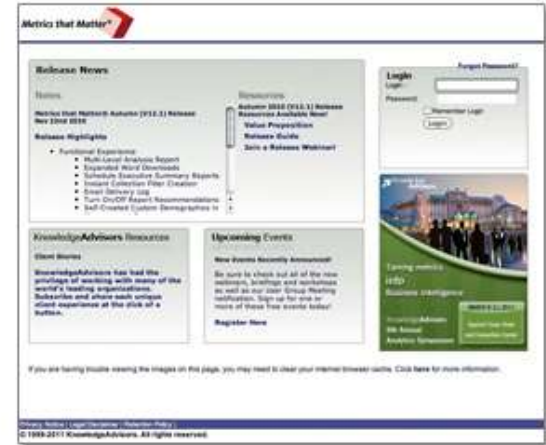 Metrics that Matter®
Release News
Notes
Metrics that Matter® Autumn 2010 (V12.1) Release
Nov 22nd 2010
Release Highlights
Functional Experience
Multi-Level Analysis Report
Expanded Word Downloads
Schedule Executive Summary Reports
Instant Collection Filter Creation
Email Delivery Log
Turn On/Off Report Recommendations
Self-Created Custom Demographics in
Resources
Autumn 2010 (V12.1) Release
Resources Available Now!
Value Proposition
Release Guide
Join a Release Webinar!
Forgot Password?
Login
Login
Password
Remember Login
Login
KnowledgeAdvisors Resources
Client Stories
KnowledgeAdvisors has had the
privilege of working with many of the
world's leading organizations.
Subscribe and share each unique
client experience at the click of a
button.
Upcoming Events
New Events Recently Announced!
Be sure to check out all of the new
webinars, briefings and workshops
as well as our User Group Meeting
notification. Sign up for one or
more of these free events today!
Register Here
Turning metrics
into
Business Intelligence
KnowledgeAdvisors
Annual
Analytics Symposium
If you are having trouble viewing the images on this page, you may need to clear your internet browser cache. Click here for more information.
Privacy Notice | Legal Disclaimer | Retention Policy |
© 1999-2011 KnowledgeAdvisors. All rights reserved.